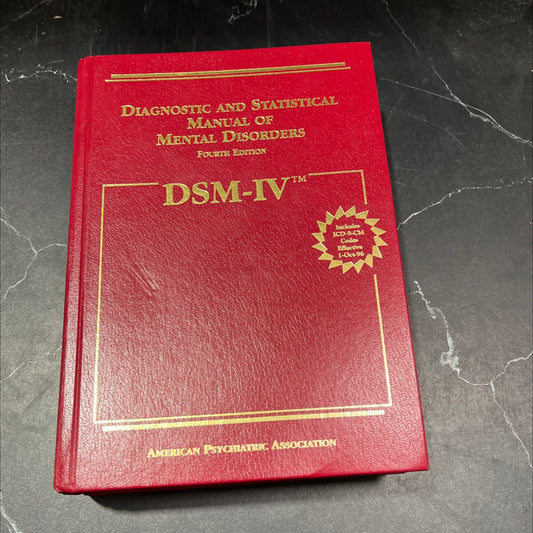 DIAGNOSTIC AND STATISTICAL
MANUAL OF
MENTAL DISORDERS
FOURTH EDITION
DSM-IV™
Includes
ICD-9-CM
Codes
Effective
1-Oct-96
AMERICAN PSYCHIATRIC ASSOCIATION